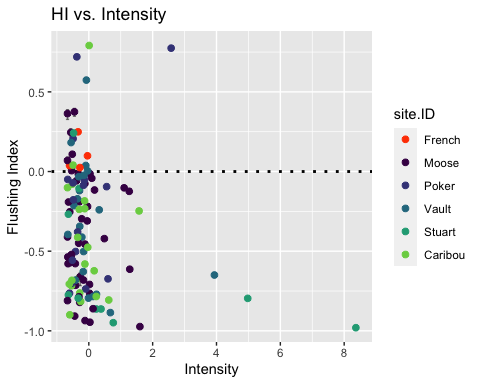 HI vs. Intensity
Flushing Index
0.5
0.0
-0.5
-1.0
0
2
4
6
8
Intensity
site.ID
French
Moose
Poker
Vault
Stuart
Caribou